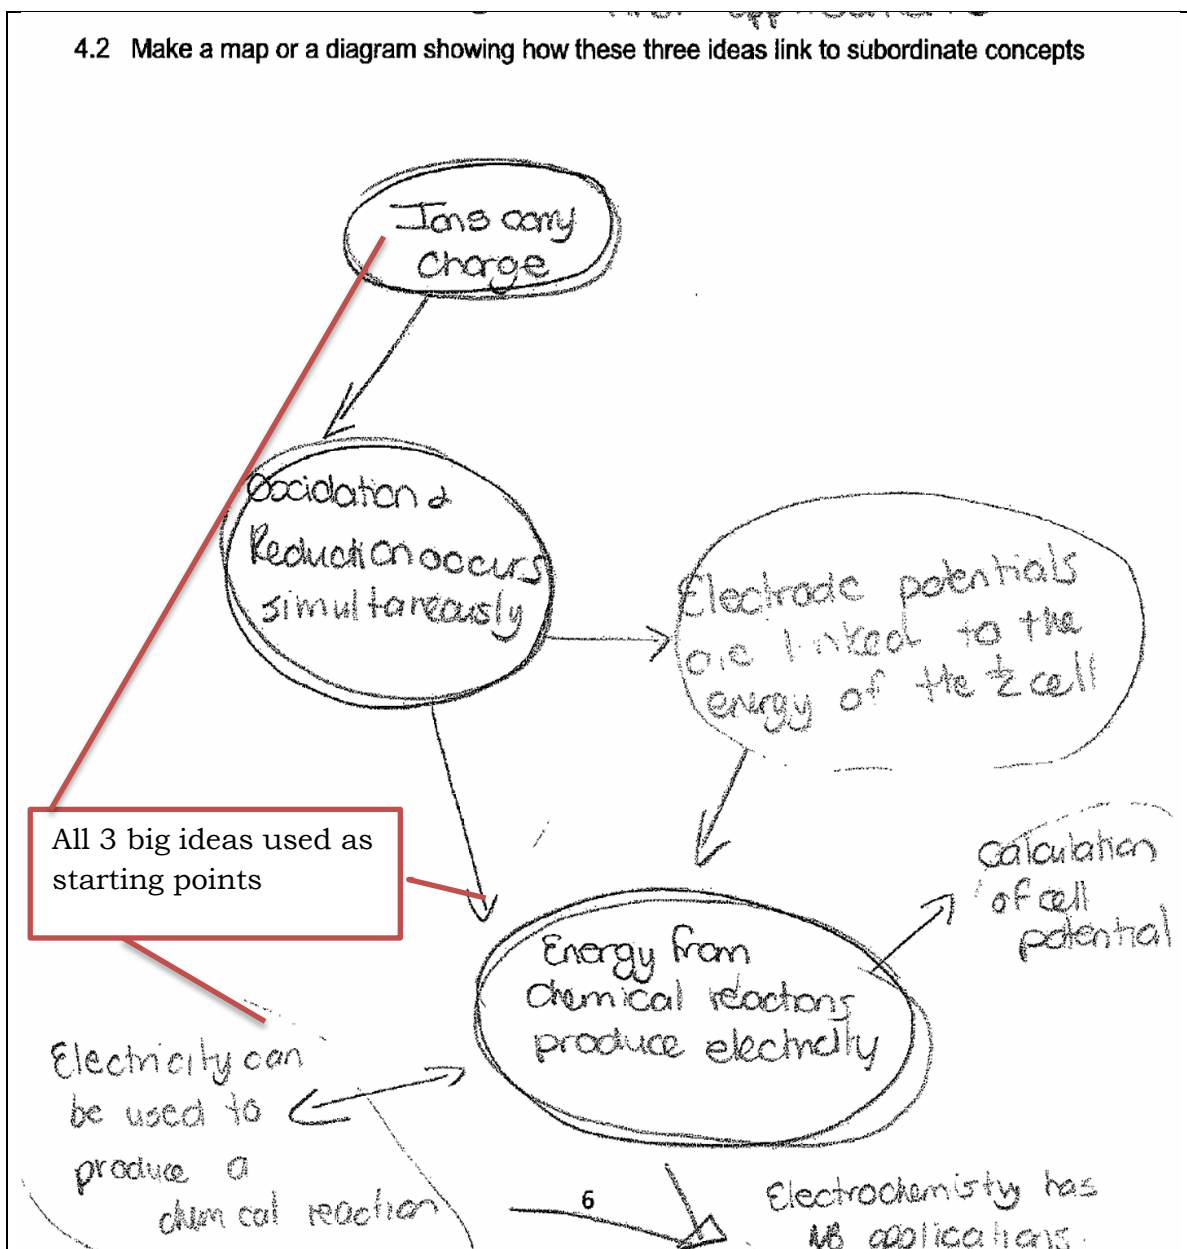 4.2 Make a map or a diagram showing how these three ideas link to subordinate concepts
Ions carry
charge
Oxcidation &
Reduction occurs
simultaneously
Electrode potentials
are linked to the
energy of the ½ cell
All 3 big ideas used as
starting points
Calculation
of cell
potential
Energy from
chemical reactions
produce electricity
Electricity can
be used to
produce a
chemical reaction
6
Electrochemistry has
NB applications.